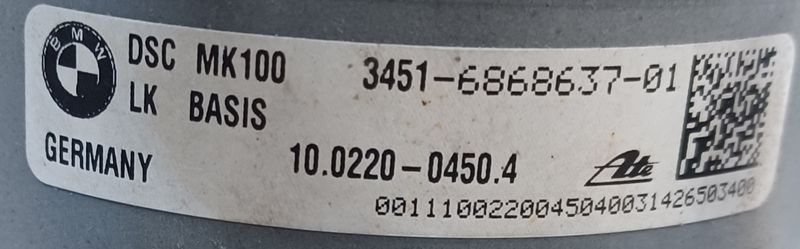 BMW
DSC MK100 3451-6868637-01
LK BASIS
GERMANY 10.0220-0450.4 Ate
0011100220045040031426503400